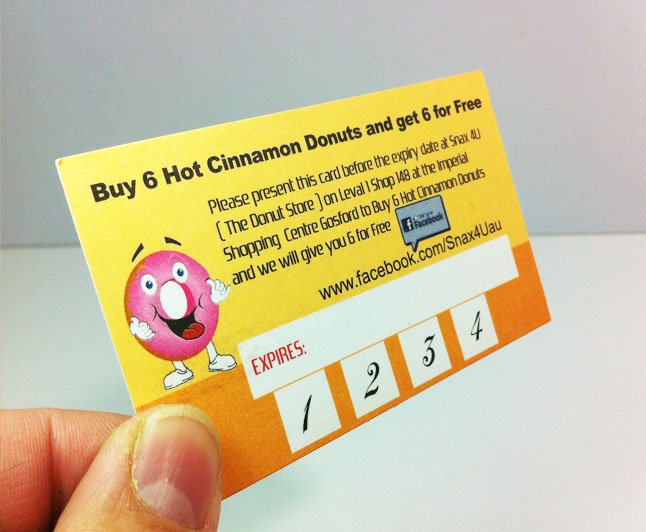 Buy 6 Hot Cinnamon Donuts and get 6 for Free
Please present this card before the expiry date at Snax 4U
( The Donut Store ) on Leval 1 Shop 148 at the Imperial
Shopping Centre Gosford to Buy 6 Hot Cinnamon Donuts
and we will give you 6 for Free
Facebook
www.facebook.com/Snax4Uau
EXPIRES:
1 2 3 4